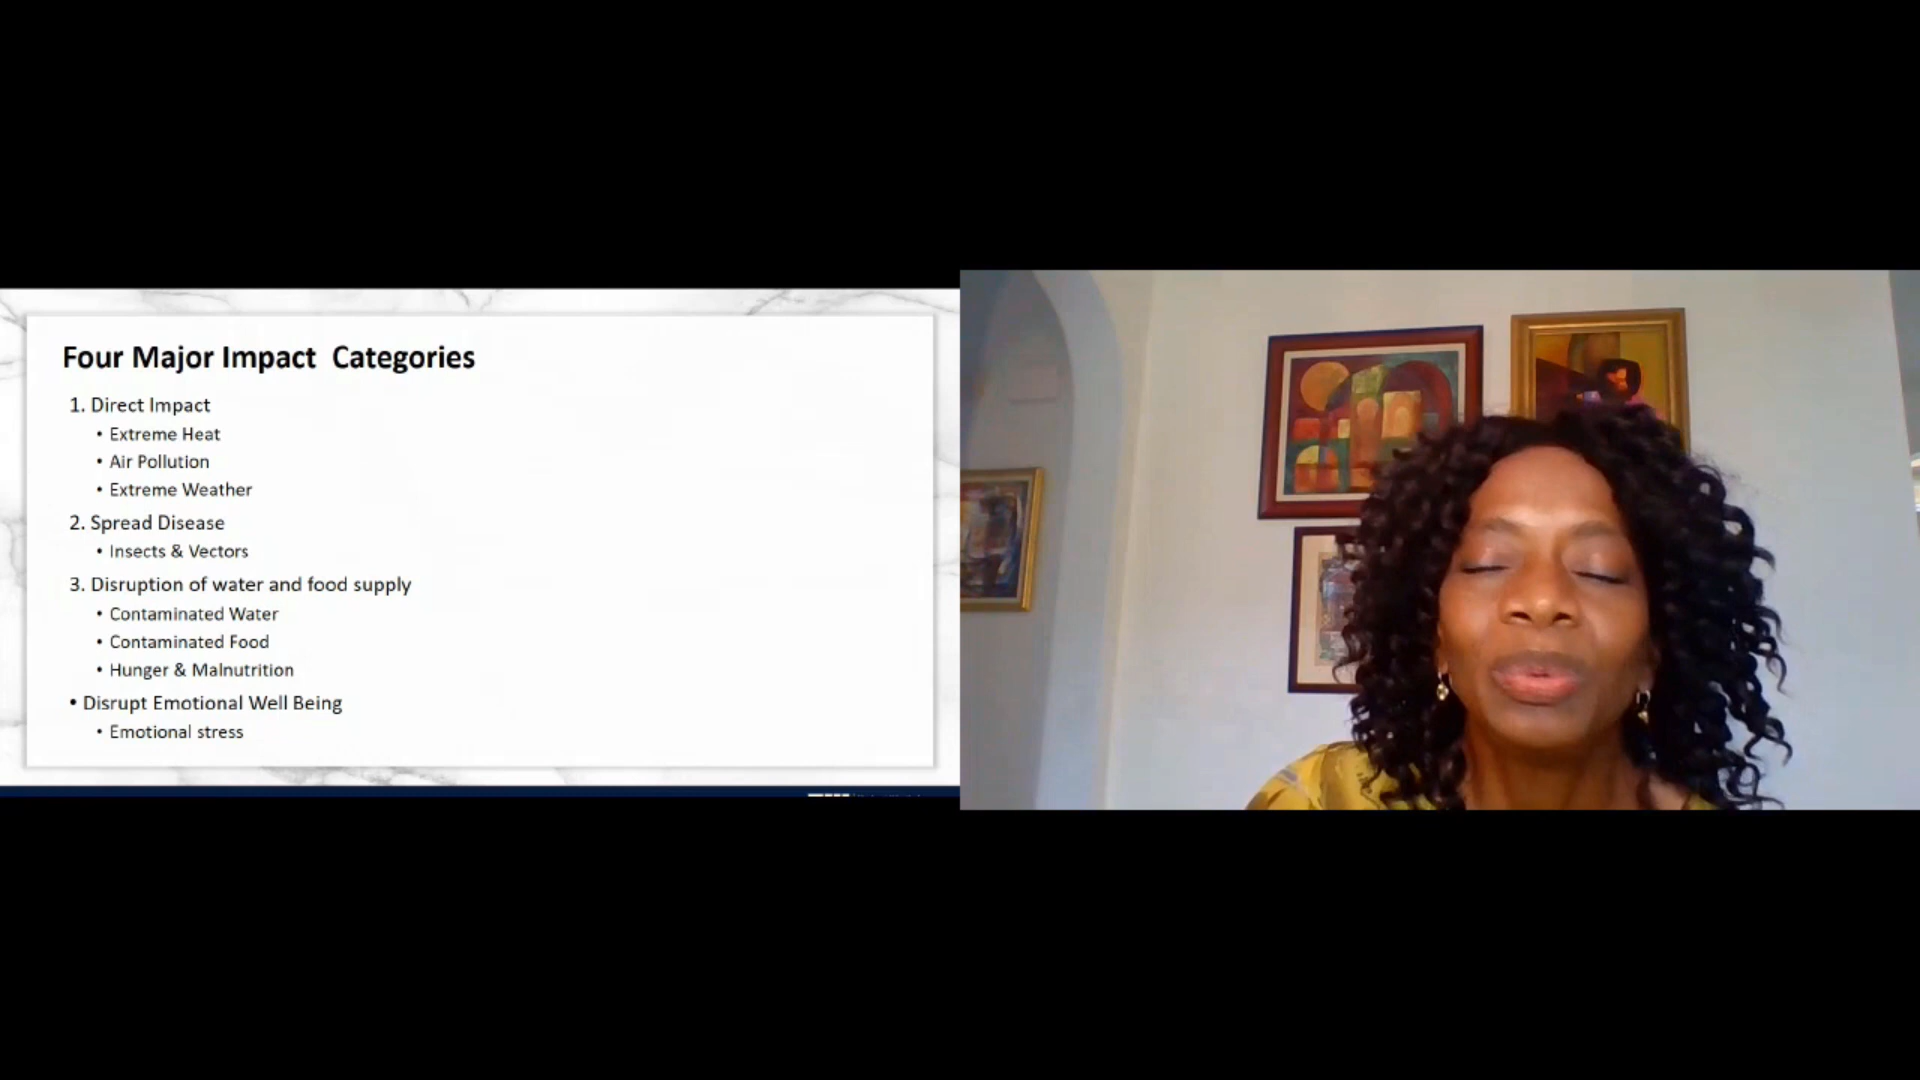 Four Major Impact  Categories
1. Direct Impact
• Extreme Heat
• Air Pollution
• Extreme Weather
2. Spread Disease
• Insects & Vectors
3. Disruption of water and food supply
• Contaminated Water
• Contaminated Food
• Hunger & Malnutrition
• Disrupt Emotional Well Being
• Emotional stress